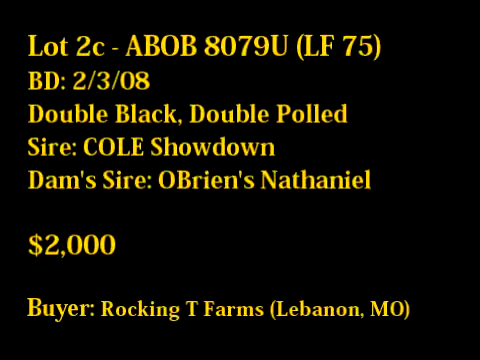 Lot 2c - ABOB 8079U (LF 75)
BD: 2/3/08
Double Black, Double Polled
Sire: COLE Showdown
Dam's Sire: OBrien's Nathaniel
$2,000
Buyer: Rocking T Farms (Lebanon, MO)